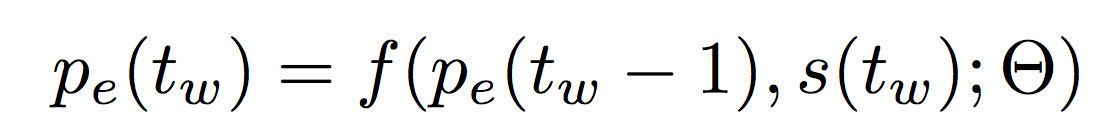 p_e(t_w) = f(p_e(t_w − 1), s(t_w); Θ)